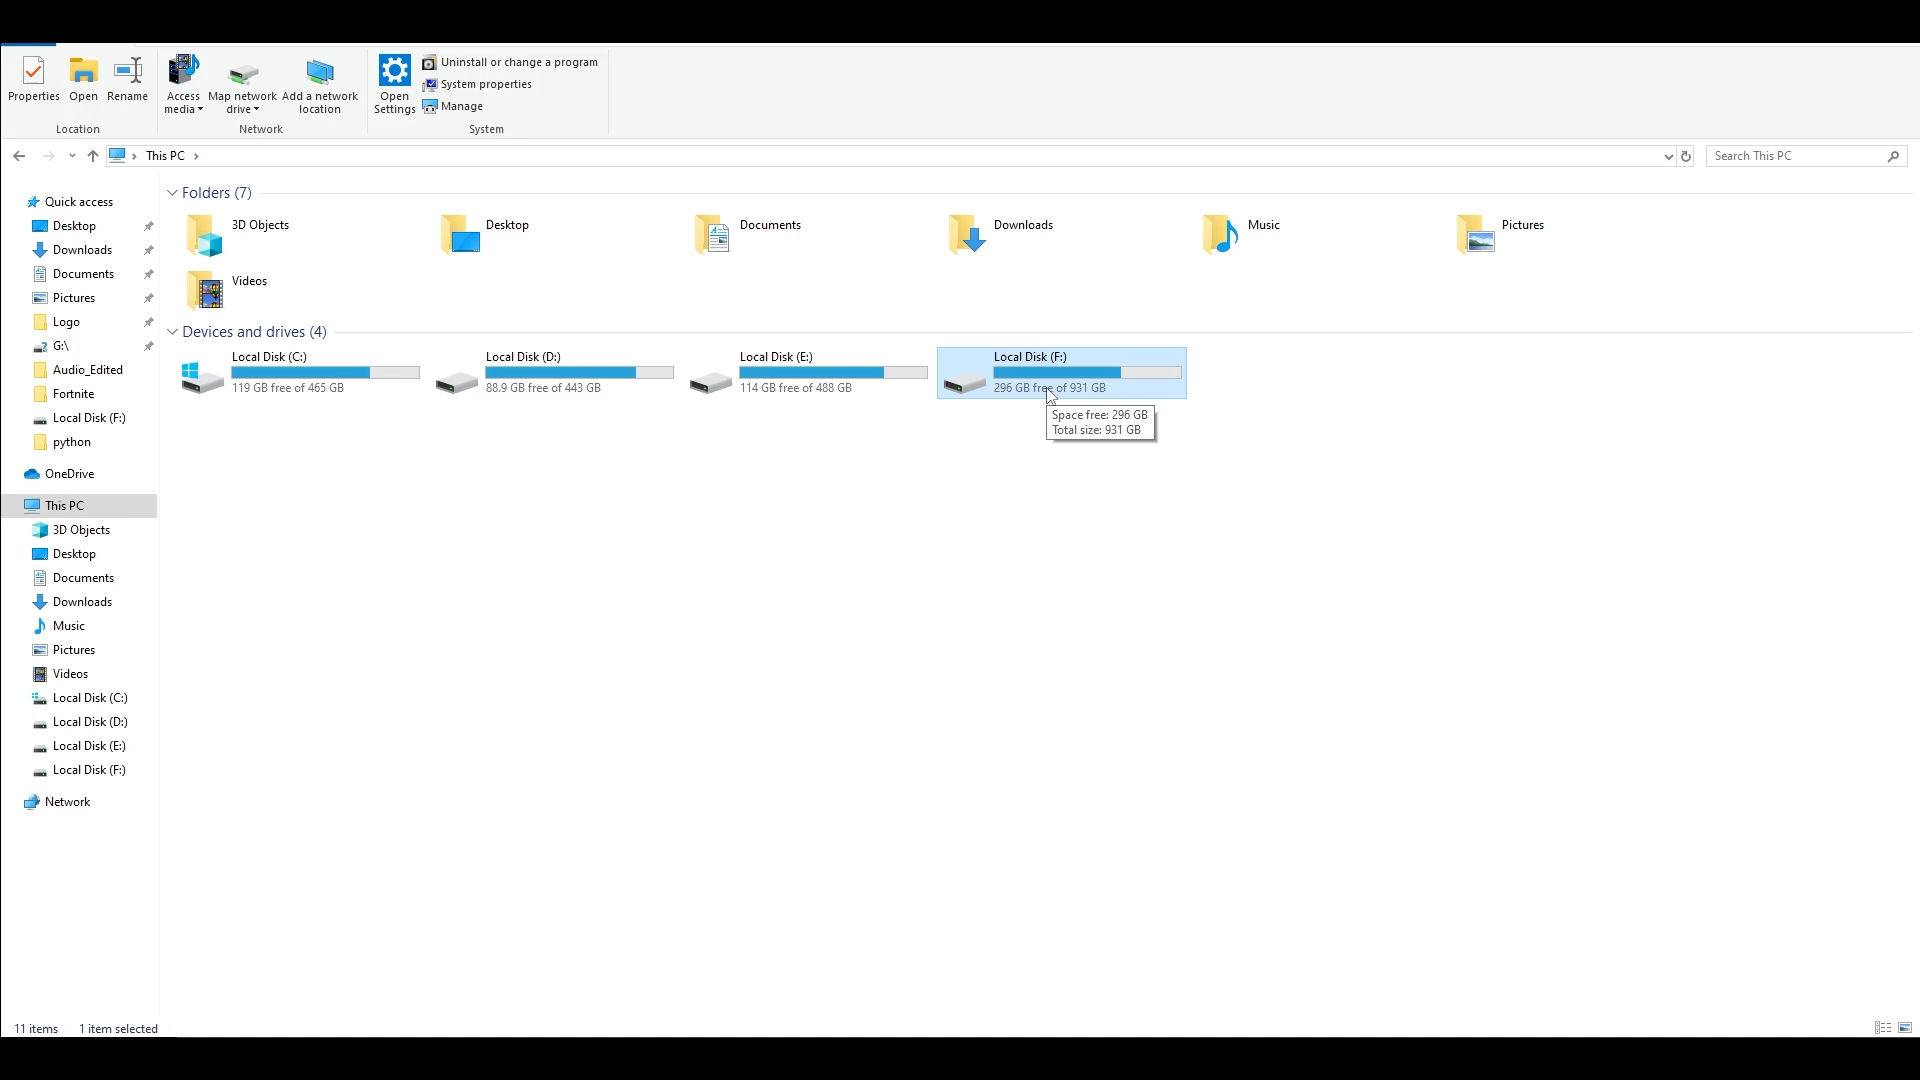 Properties
Open
Rename
Access media
Map network drive
Add a network location
Open Settings
Uninstall or change a program
System properties
Manage
Location
Network
System
This PC
Search This PC
Quick access
Desktop
Downloads
Documents
Pictures
Logo
G:\
Audio_Edited
Fortnite
Local Disk (F:)
python
OneDrive
This PC
3D Objects
Desktop
Documents
Downloads
Music
Pictures
Videos
Local Disk (C:)
Local Disk (D:)
Local Disk (E:)
Local Disk (F:)
Network
Folders (7)
3D Objects
Desktop
Documents
Downloads
Music
Pictures
Videos
Devices and drives (4)
Local Disk (C:)
119 GB free of 465 GB
Local Disk (D:)
88.9 GB free of 443 GB
Local Disk (E:)
114 GB free of 488 GB
Local Disk (F:)
296 GB free of 931 GB
Space free: 296 GB
Total size: 931 GB
11 items
1 item selected